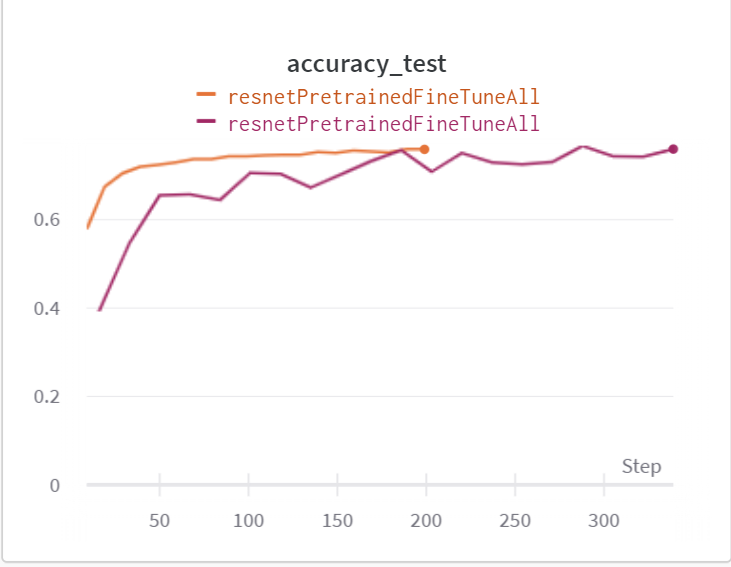 accuracy_test
resnetPretrainedFineTuneAll
resnetPretrainedFineTuneAll
0.6
0.4
0.2
0
Step
50 100 150 200 250 300